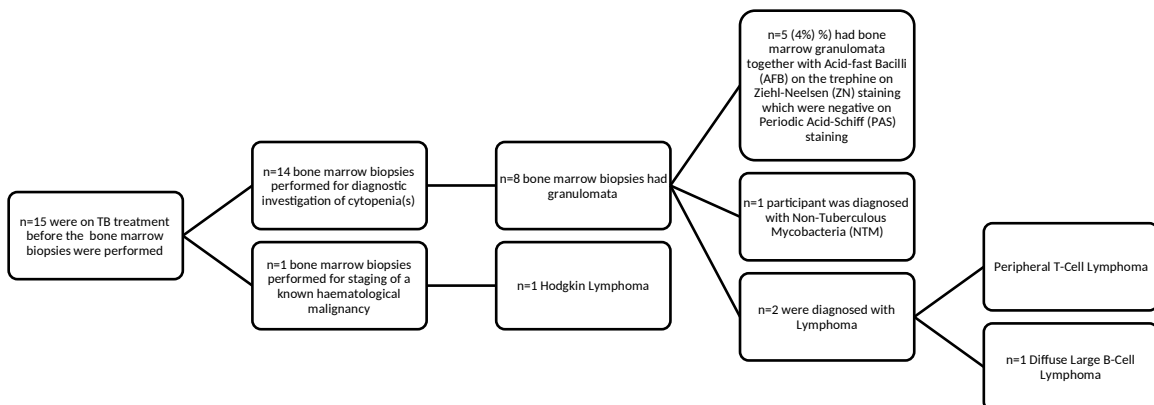 n=15 were on TB treatment
before the  bone marrow
biopsies were performed
n=14 bone marrow biopsies
performed for diagnostic
investigation of cytopenia(s)
n=1 bone marrow biopsies
performed for staging of a
known haematological
malignancy
n=8 bone marrow biopsies had
granulomata
n=1 Hodgkin Lymphoma
n=5 (4%) %) had bone
marrow granulomata
together with Acid-fast Bacilli
(AFB) on the trephine on
Ziehl-Neelsen (ZN) staining
which were negative on
Periodic Acid-Schiff (PAS)
staining
n=1 participant was diagnosed
with Non-Tuberculous
Mycobacteria (NTM)
n=2 were diagnosed with
Lymphoma
Peripheral T-Cell Lymphoma
n=1 Diffuse Large B-Cell
Lymphoma